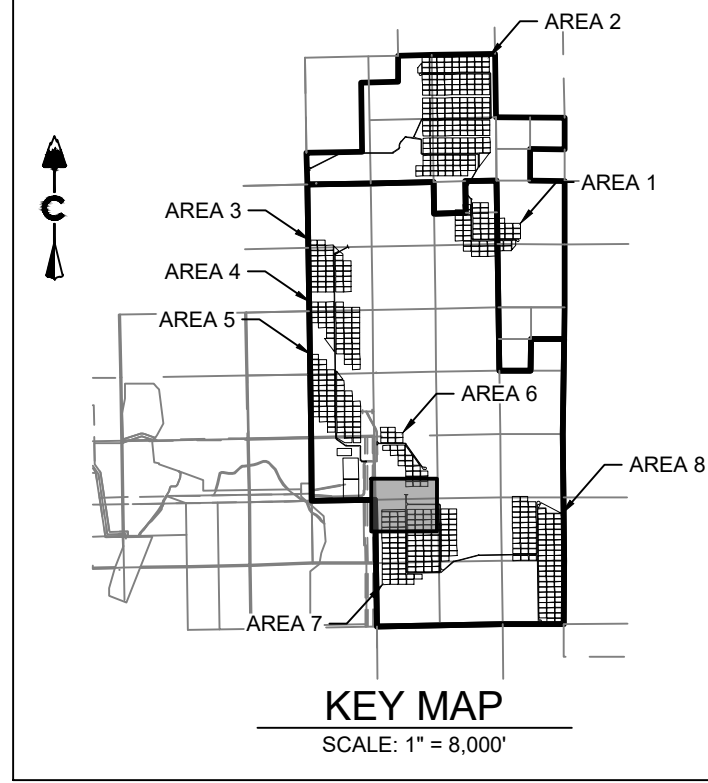 AREA 2
AREA 1
C
AREA 3
AREA 4
AREA 5
AREA 6
AREA 8
AREA 7
KEY MAP
SCALE: 1" = 8,000'